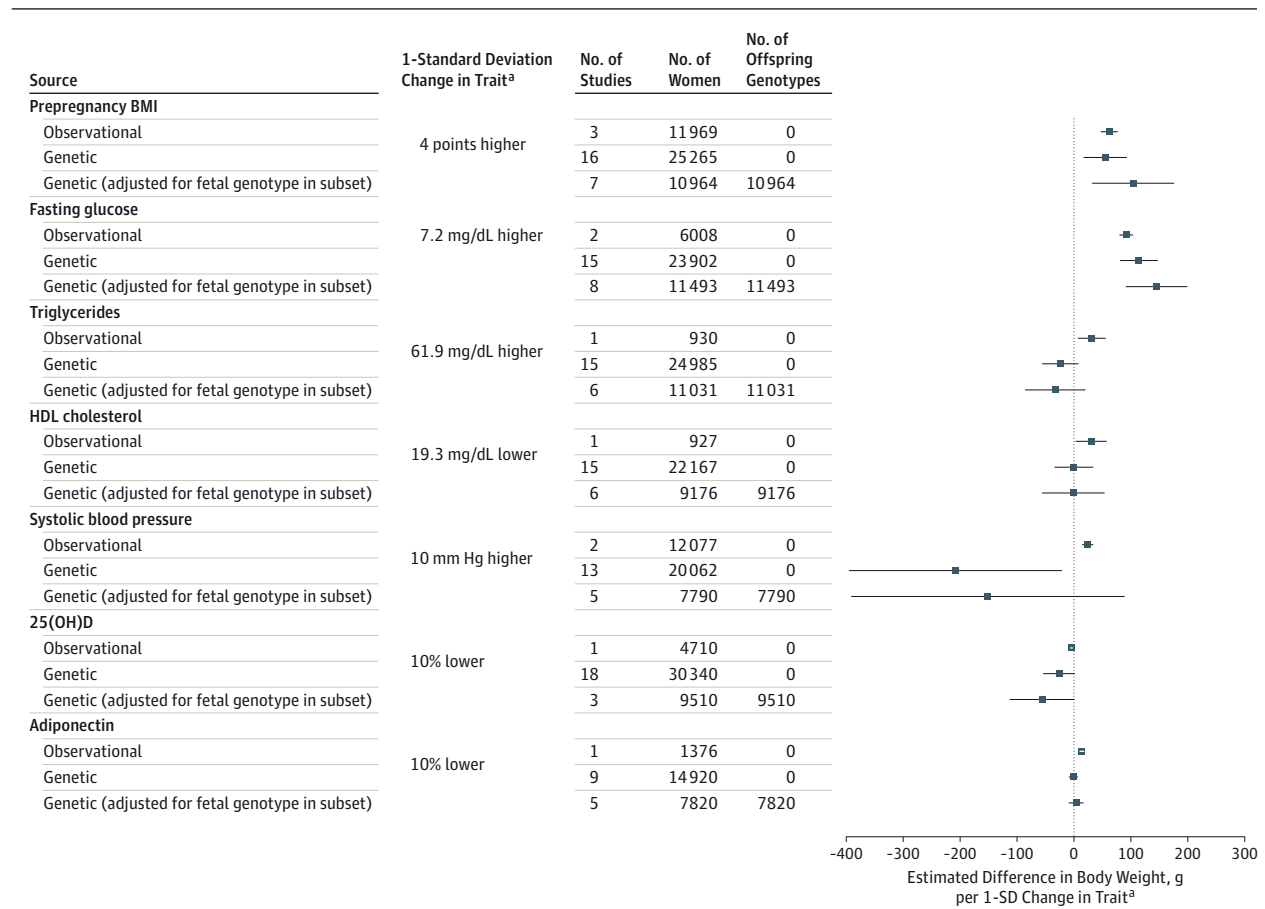 Source 1-Standard Deviation Change in Traitᵃ No. of Studies No. of Women No. of Offspring Genotypes
Prepregnancy BMI
4 points higher
Observational 3 11969 0
Genetic 16 25265 0
Genetic (adjusted for fetal genotype in subset) 7 10964 10964
Fasting glucose
7.2 mg/dL higher
Observational 2 6008 0
Genetic 15 23902 0
Genetic (adjusted for fetal genotype in subset) 8 11493 11493
Triglycerides
61.9 mg/dL higher
Observational 1 930 0
Genetic 15 24985 0
Genetic (adjusted for fetal genotype in subset) 6 11031 11031
HDL cholesterol
19.3 mg/dL lower
Observational 1 927 0
Genetic 15 22167 0
Genetic (adjusted for fetal genotype in subset) 6 9176 9176
Systolic blood pressure
10 mm Hg higher
Observational 2 12077 0
Genetic 13 20062 0
Genetic (adjusted for fetal genotype in subset) 5 7790 7790
25(OH)D
10% lower
Observational 1 4710 0
Genetic 18 30340 0
Genetic (adjusted for fetal genotype in subset) 3 9510 9510
Adiponectin
10% lower
Observational 1 1376 0
Genetic 9 14920 0
Genetic (adjusted for fetal genotype in subset) 5 7820 7820
-400 -300 -200 -100 0 100 200 300
Estimated Difference in Body Weight, g
per 1-SD Change in Traitᵃ